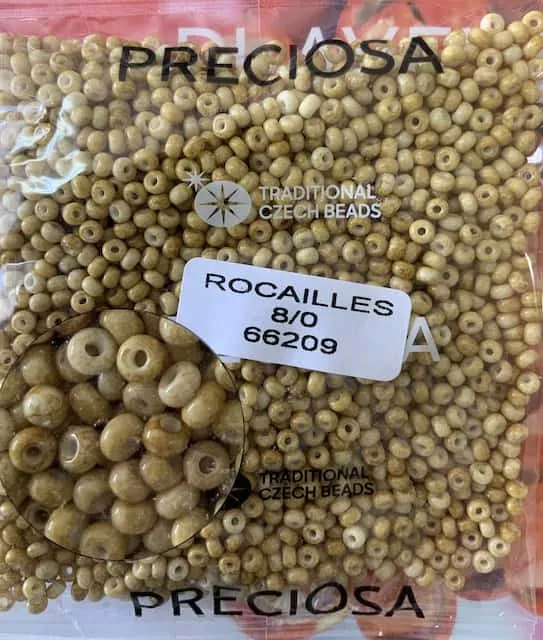 PRECIOSA
TRADITIONAL
CZECH BEADS
ROCAILLES
8/0
66209
A
TRADITIONAL
CZECH BEADS
PRECIOSA